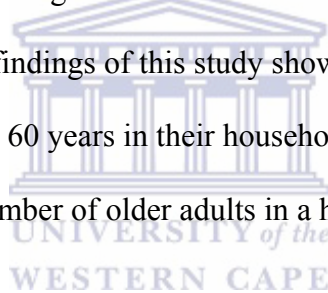 findings of this study show
60 years in their househo
mber of older adults in a h
UNIVERSITY of the
WESTERN CAPE